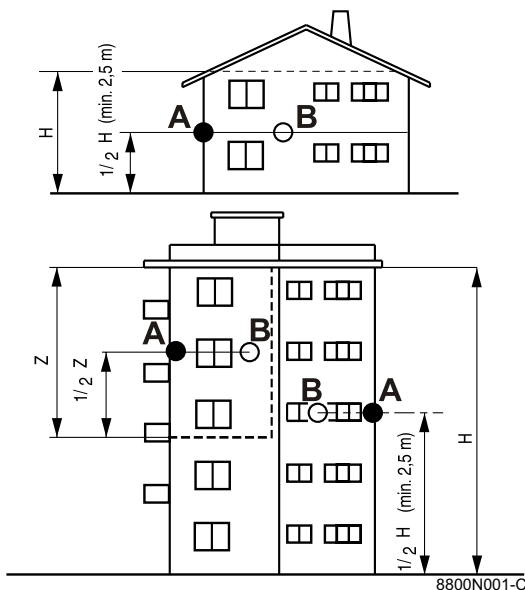 H
1/2 H (min. 2,5 m)
A
B
Z
1/2 Z
A
B
B
A
1/2 H (min. 2,5 m)
H
8800N001-C